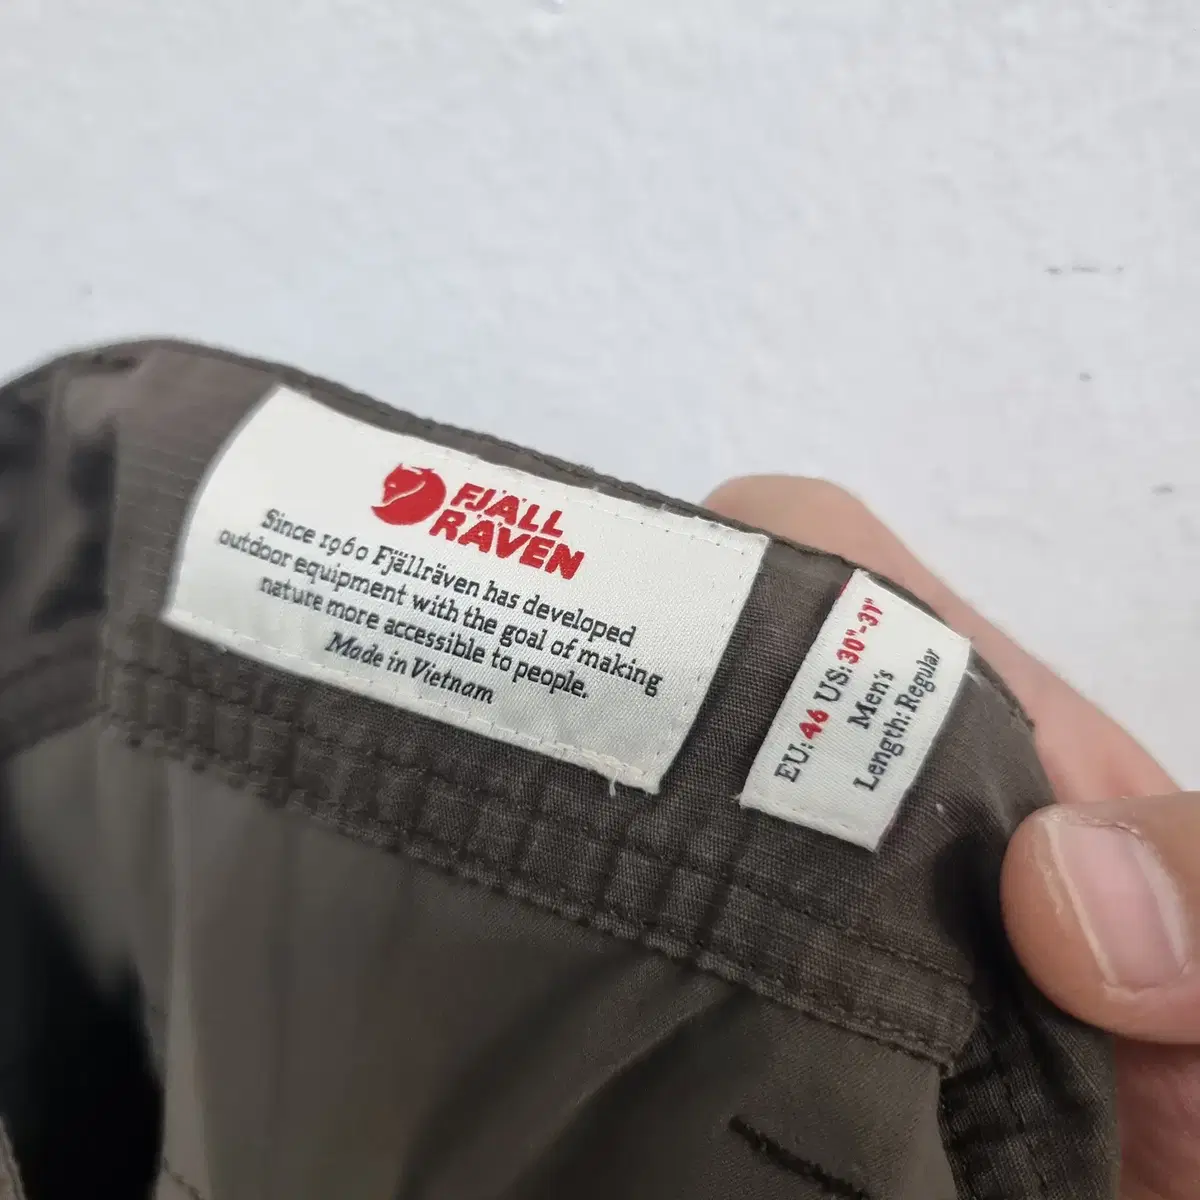 FJÄLL
RÄVEN
Since 1960 Fjällräven has developed
outdoor equipment with the goal of making
nature more accessible to people.
Made in Vietnam
EU: 46 US: 30"-31"
Men's
Length: Regular